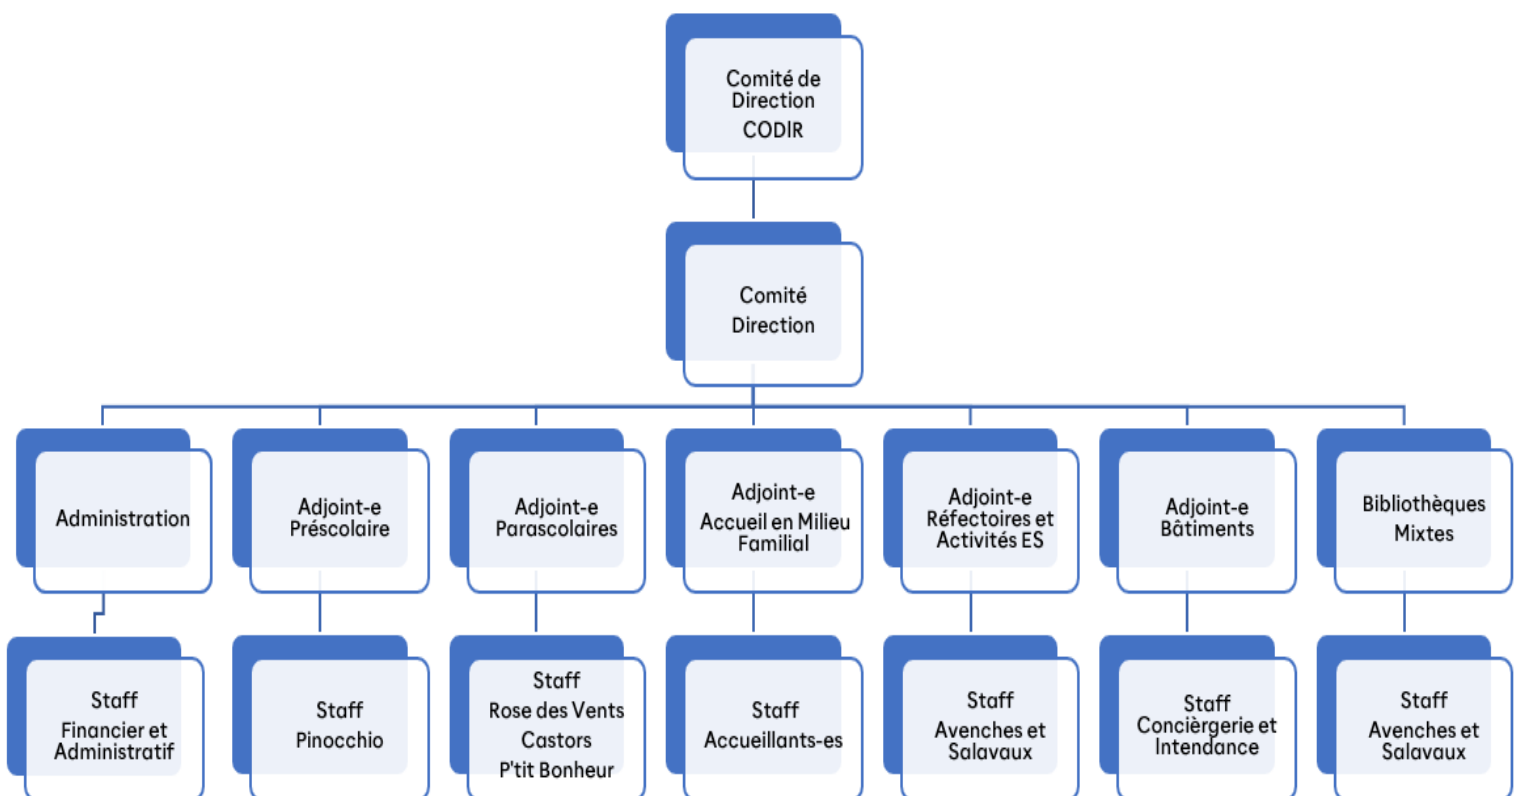 Comité de
Direction
CODIR
Comité
Direction
Administration
Adjoint-e
Préscolaire
Adjoint-e
Parascolaires
Adjoint-e
Accueil en Milieu
Familial
Adjoint-e
Réfectoires et
Activités ES
Adjoint-e
Bâtiments
Bibliothèques
Mixtes
Staff
Financier et
Administratif
Staff
Pinocchio
Staff
Rose des Vents
Castors
P'tit Bonheur
Staff
Accueillants-es
Staff
Avenches et
Salavaux
Staff
Concièrgerie et
Intendance
Staff
Avenches et
Salavaux